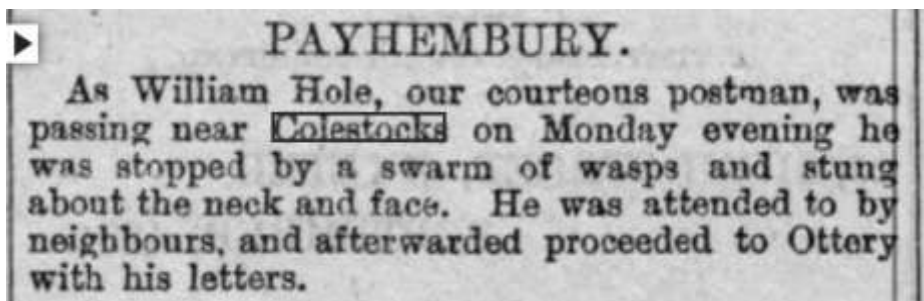 PAYHEMBURY.
As William Hole, our courteous postman, was
passing near Colestocks on Monday evening he
was stopped by a swarm of wasps and stung
about the neck and face. He was attended to by
neighbours, and afterwarded proceeded to Ottery
with his letters.